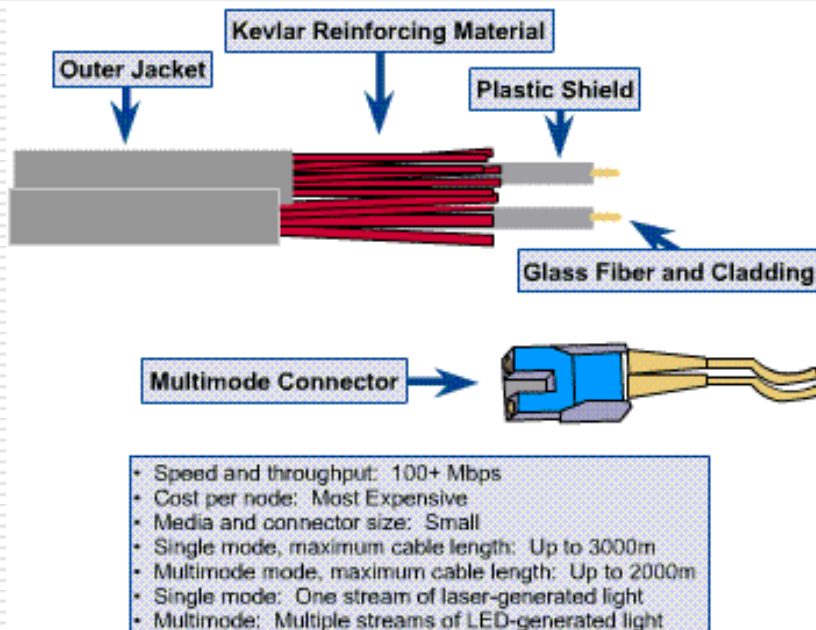 Kevlar Reinforcing Material
Outer Jacket
Plastic Shield
Glass Fiber and Cladding
Multimode Connector
• Speed and throughput: 100+ Mbps
• Cost per node: Most Expensive
• Media and connector size: Small
• Single mode, maximum cable length: Up to 3000m
• Multimode mode, maximum cable length: Up to 2000m
• Single mode: One stream of laser-generated light
• Multimode: Multiple streams of LED-generated light